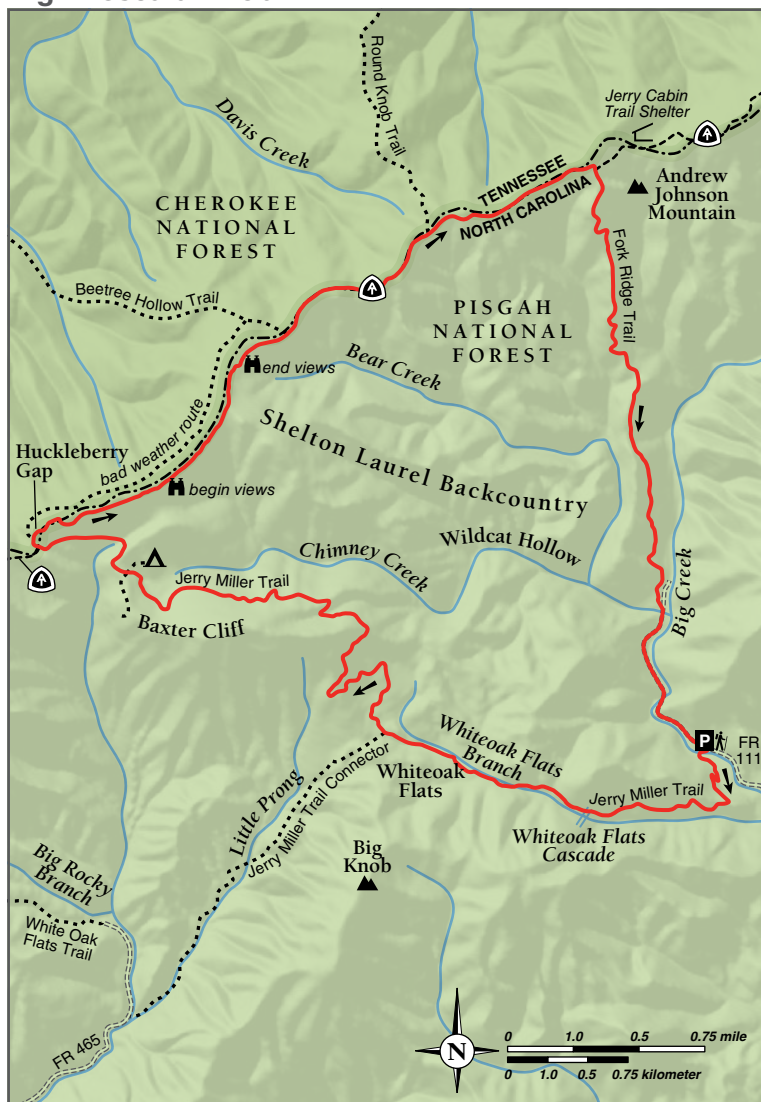 Round Knob Trail
Jerry Cabin
Trail Shelter
Davis Creek
TENNESSEE
NORTH CAROLINA
Andrew
Johnson
Mountain
CHEROKEE
NATIONAL
FOREST
Fork Ridge Trail
Beetree Hollow Trail
PISGAH
NATIONAL
FOREST
end views
Bear Creek
bad weather route
Shelton Laurel Backcountry
Huckleberry
Gap
begin views
Wildcat Hollow
Chimney Creek
Jerry Miller Trail
Big Creek
Baxter Cliff
P
FR
111
Whiteoak Flats
Branch
Whiteoak
Flats
Jerry Miller Trail
Jerry Miller Trail Connector
Little Prong
Whiteoak Flats
Cascade
Big
Knob
Big Rocky
Branch
White Oak
Flats Trail
FR 465
N
0 1.0 0.5 0.75 mile
0 1.0 0.5 0.75 kilometer